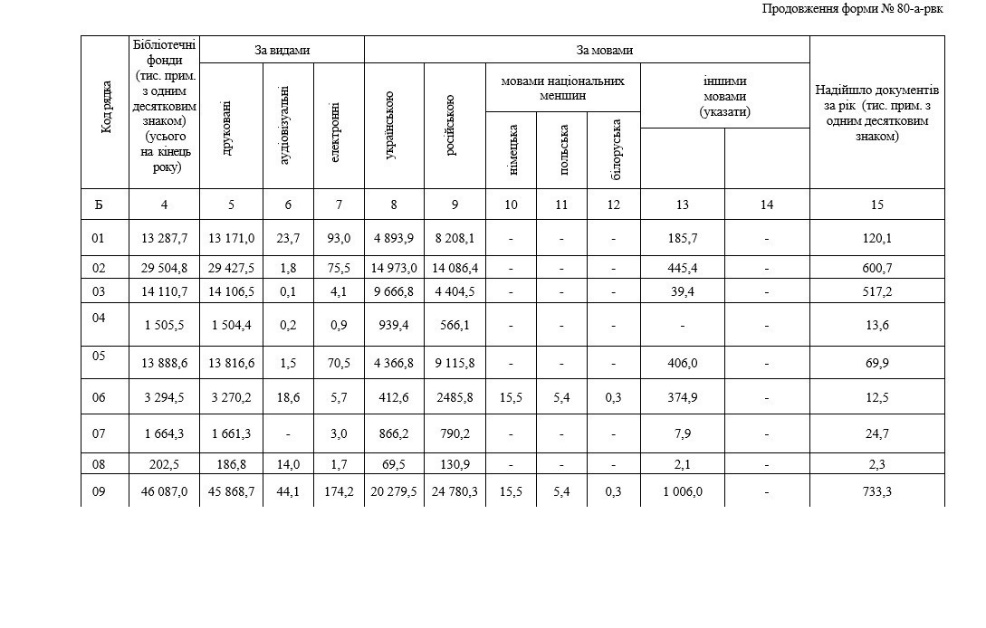 Продовження форми № 80-а-рвк
Код рядка
Бібліотечні
фонди
(тис. прим.
з одним
десятковим
знаком)
(усього
на кінець
року)
За видами
друковані
аудіовізуальні
електронні
За мовами
українською
російською
мовами національних
меншин
німецька
польська
білоруська
іншими
мовами
(указати)
Надійшло документів
за рік (тис. прим. з
одним десятковим
знаком)
Б 4 5 6 7 8 9 10 11 12 13 14 15
01 13 287,7 13 171,0 23,7 93,0 4 893,9 8 208,1 - - - 185,7 - 120,1
02 29 504,8 29 427,5 1,8 75,5 14 973,0 14 086,4 - - - 445,4 - 600,7
03 14 110,7 14 106,5 0,1 4,1 9 666,8 4 404,5 - - - 39,4 - 517,2
04 1 505,5 1 504,4 0,2 0,9 939,4 566,1 - - - - - 13,6
05 13 888,6 13 816,6 1,5 70,5 4 366,8 9 115,8 - - - 406,0 - 69,9
06 3 294,5 3 270,2 18,6 5,7 412,6 2485,8 15,5 5,4 0,3 374,9 - 12,5
07 1 664,3 1 661,3 - 3,0 866,2 790,2 - - - 7,9 - 24,7
08 202,5 186,8 14,0 1,7 69,5 130,9 - - - 2,1 - 2,3
09 46 087,0 45 868,7 44,1 174,2 20 279,5 24 780,3 15,5 5,4 0,3 1 006,0 - 733,3